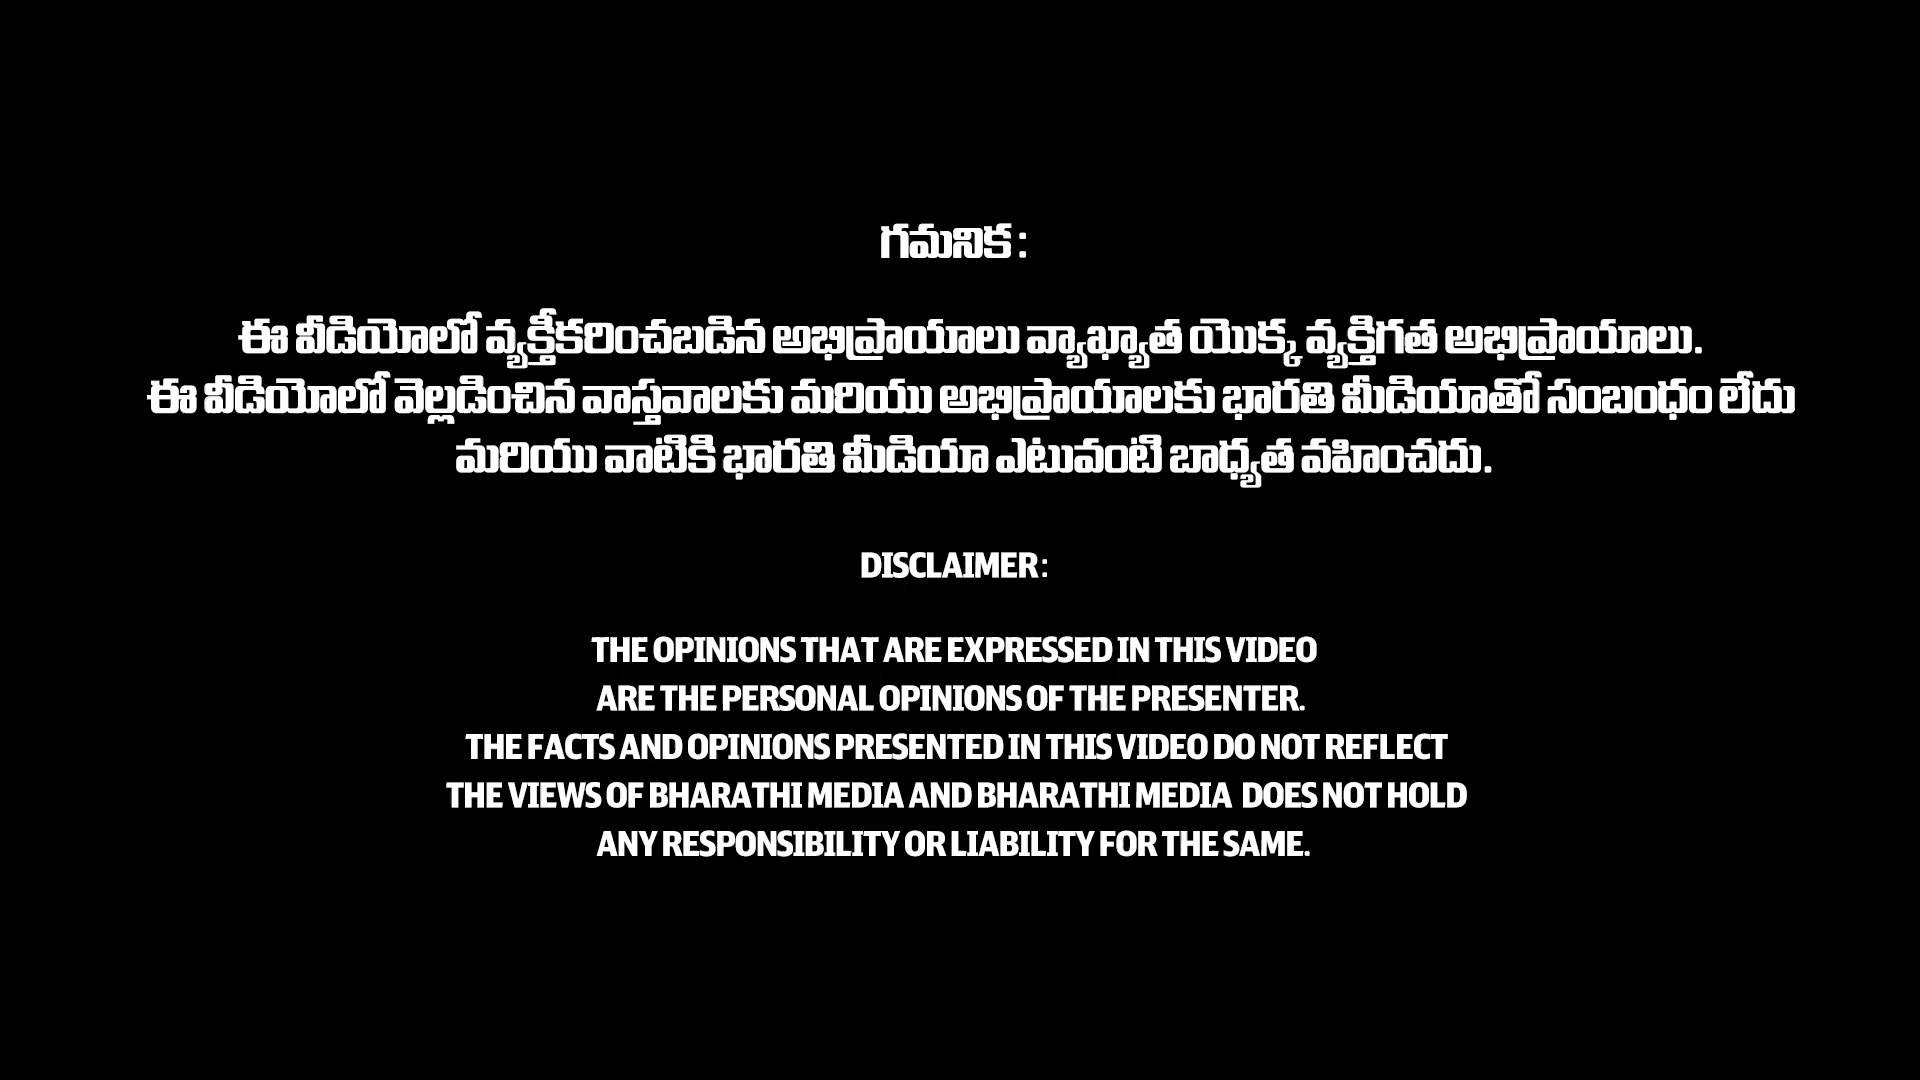 గమనిక :
ఈ వీడియోలో వ్యక్తీకరించబడిన అభిప్రాయాలు వ్యాఖ్యాత యొక్క వ్యక్తిగత అభిప్రాయాలు.
ఈ వీడియోలో వెల్లడించిన వాస్తవాలకు మరియు అభిప్రాయాలకు భారతి మీడియాతో సంబంధం లేదు
మరియు వాటికి భారతి మీడియా ఎటువంటి బాధ్యత వహించదు.
DISCLAIMER :
THE OPINIONS THAT ARE EXPRESSED IN THIS VIDEO
ARE THE PERSONAL OPINIONS OF THE PRESENTER.
THE FACTS AND OPINIONS PRESENTED IN THIS VIDEO DO NOT REFLECT
THE VIEWS OF BHARATHI MEDIA AND BHARATHI MEDIA DOES NOT HOLD
ANY RESPONSIBILITY OR LIABILITY FOR THE SAME.